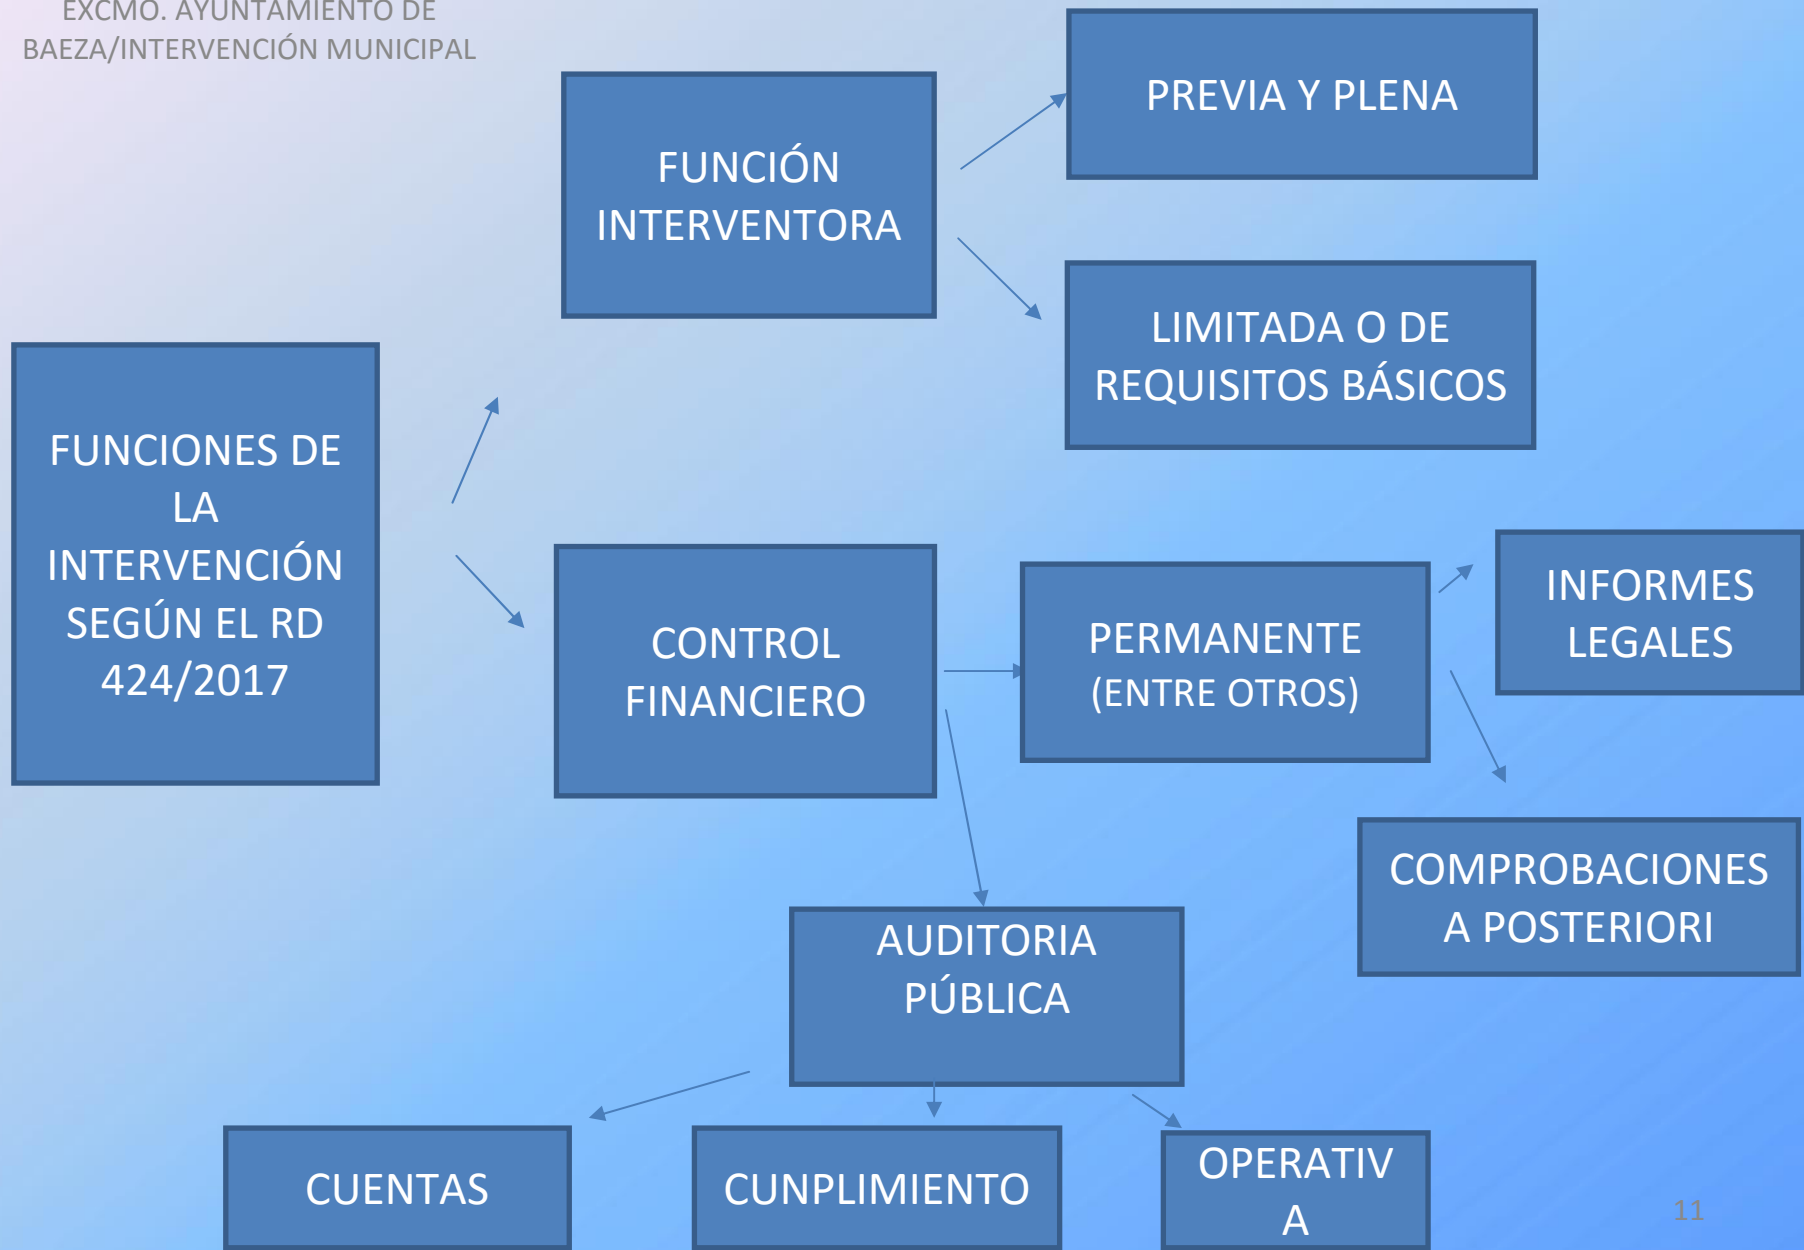 EXCMO. AYUNTAMIENTO DE
BAEZA/INTERVENCIÓN MUNICIPAL
PREVIA Y PLENA
FUNCIÓN
INTERVENTORA
LIMITADA O DE
REQUISITOS BÁSICOS
FUNCIONES DE
LA
INTERVENCIÓN
SEGÚN EL RD
424/2017
CONTROL
FINANCIERO
PERMANENTE
(ENTRE OTROS)
INFORMES
LEGALES
COMPROBACIONES
A POSTERIORI
AUDITORIA
PÚBLICA
CUENTAS
CUNPLIMIENTO
OPERATIV
A
11